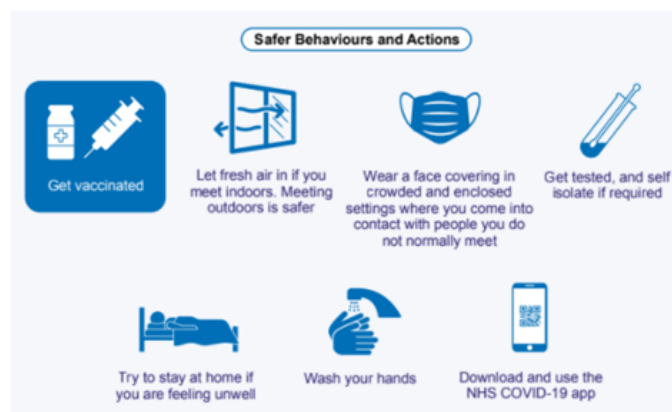 Safer Behaviours and Actions
Get vaccinated
Let fresh air in if you
meet indoors. Meeting
outdoors is safer
Wear a face covering in
crowded and enclosed
settings where you come into
contact with people you do
not normally meet
Get tested, and self
isolate if required
Try to stay at home if
you are feeling unwell
Wash your hands
Download and use the
NHS COVID-19 app